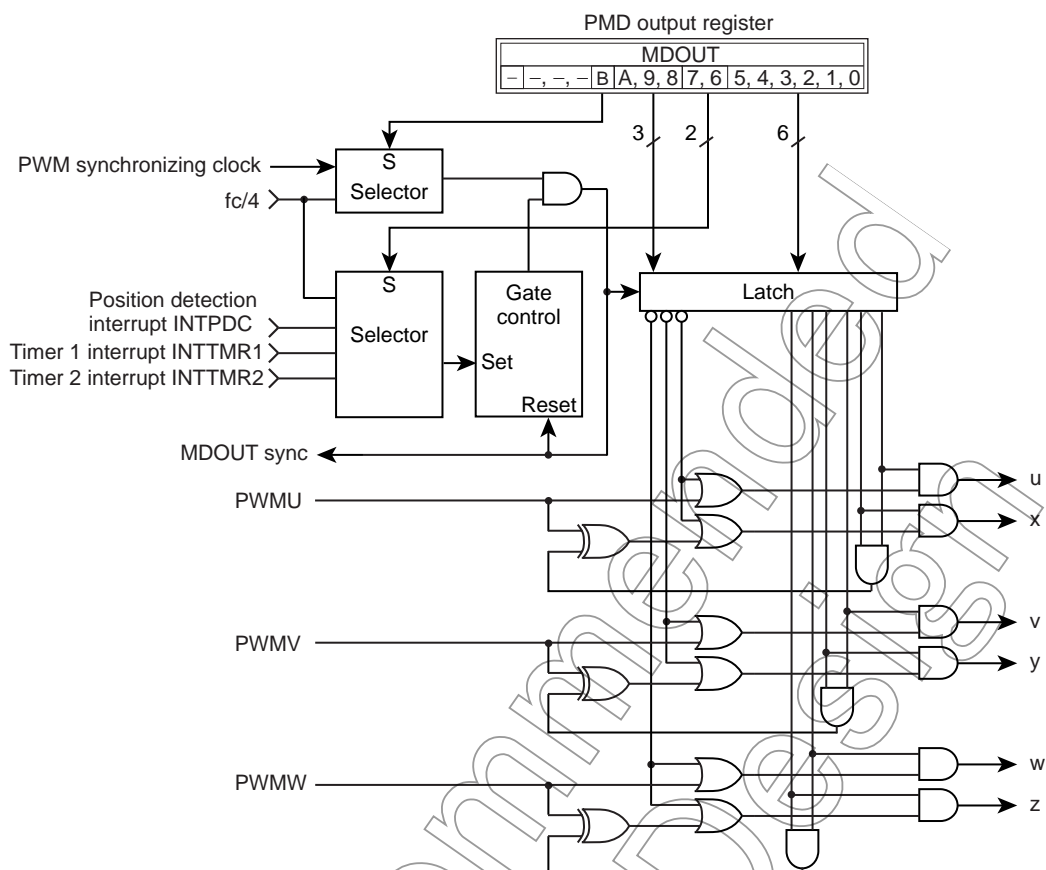 PMD output register
MDOUT
– –, –, – B A, 9, 8 7, 6 5, 4, 3, 2, 1, 0
3 2 6
PWM synchronizing clock
S
Selector
fc/4
S
Selector
Gate
control
Set
Reset
Latch
Position detection
interrupt INTPDC
Timer 1 interrupt INTTMR1
Timer 2 interrupt INTTMR2
MDOUT sync
PWMU
u
x
PWMV
v
y
PWMW
w
z
ommended
Design